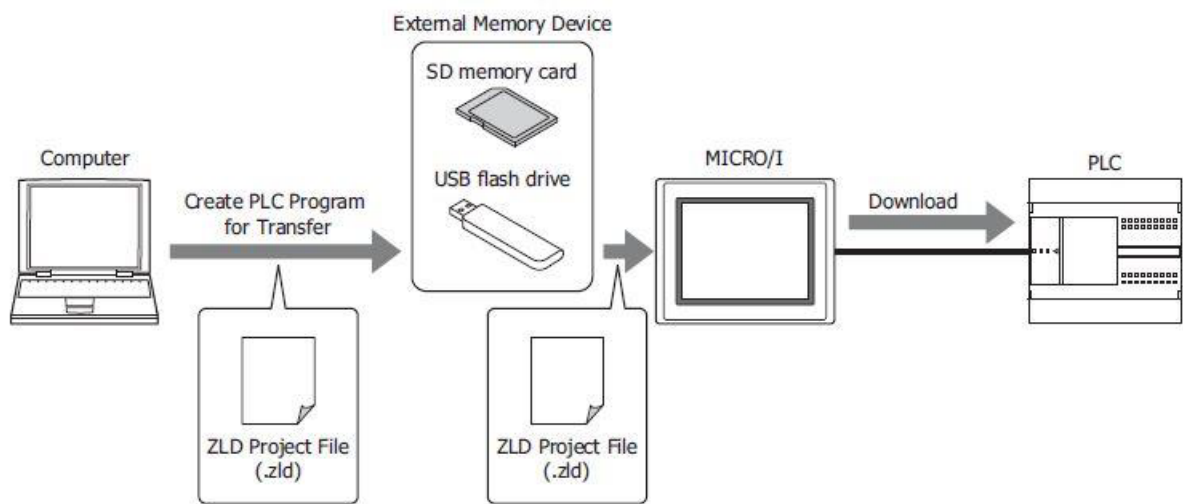 External Memory Device
SD memory card
USB flash drive
Computer
Create PLC Program
for Transfer
MICRO/I
Download
PLC
ZLD Project File
(.zld)
ZLD Project File
(.zld)